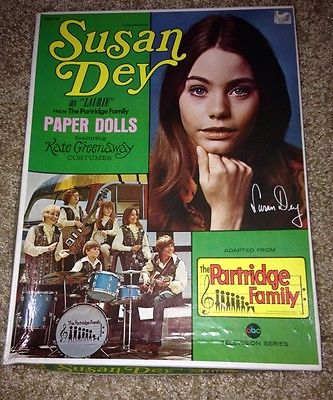 Susan
Dey
as "LAURIE"
FROM The Partridge Family
PAPER DOLLS
featuring
Kate Greenaway
COSTUMES
Susan Dey
ADAPTED FROM
the
Partridge
Family
abc
TELEVISION SERIES
The Partridge Family
Susan Dey